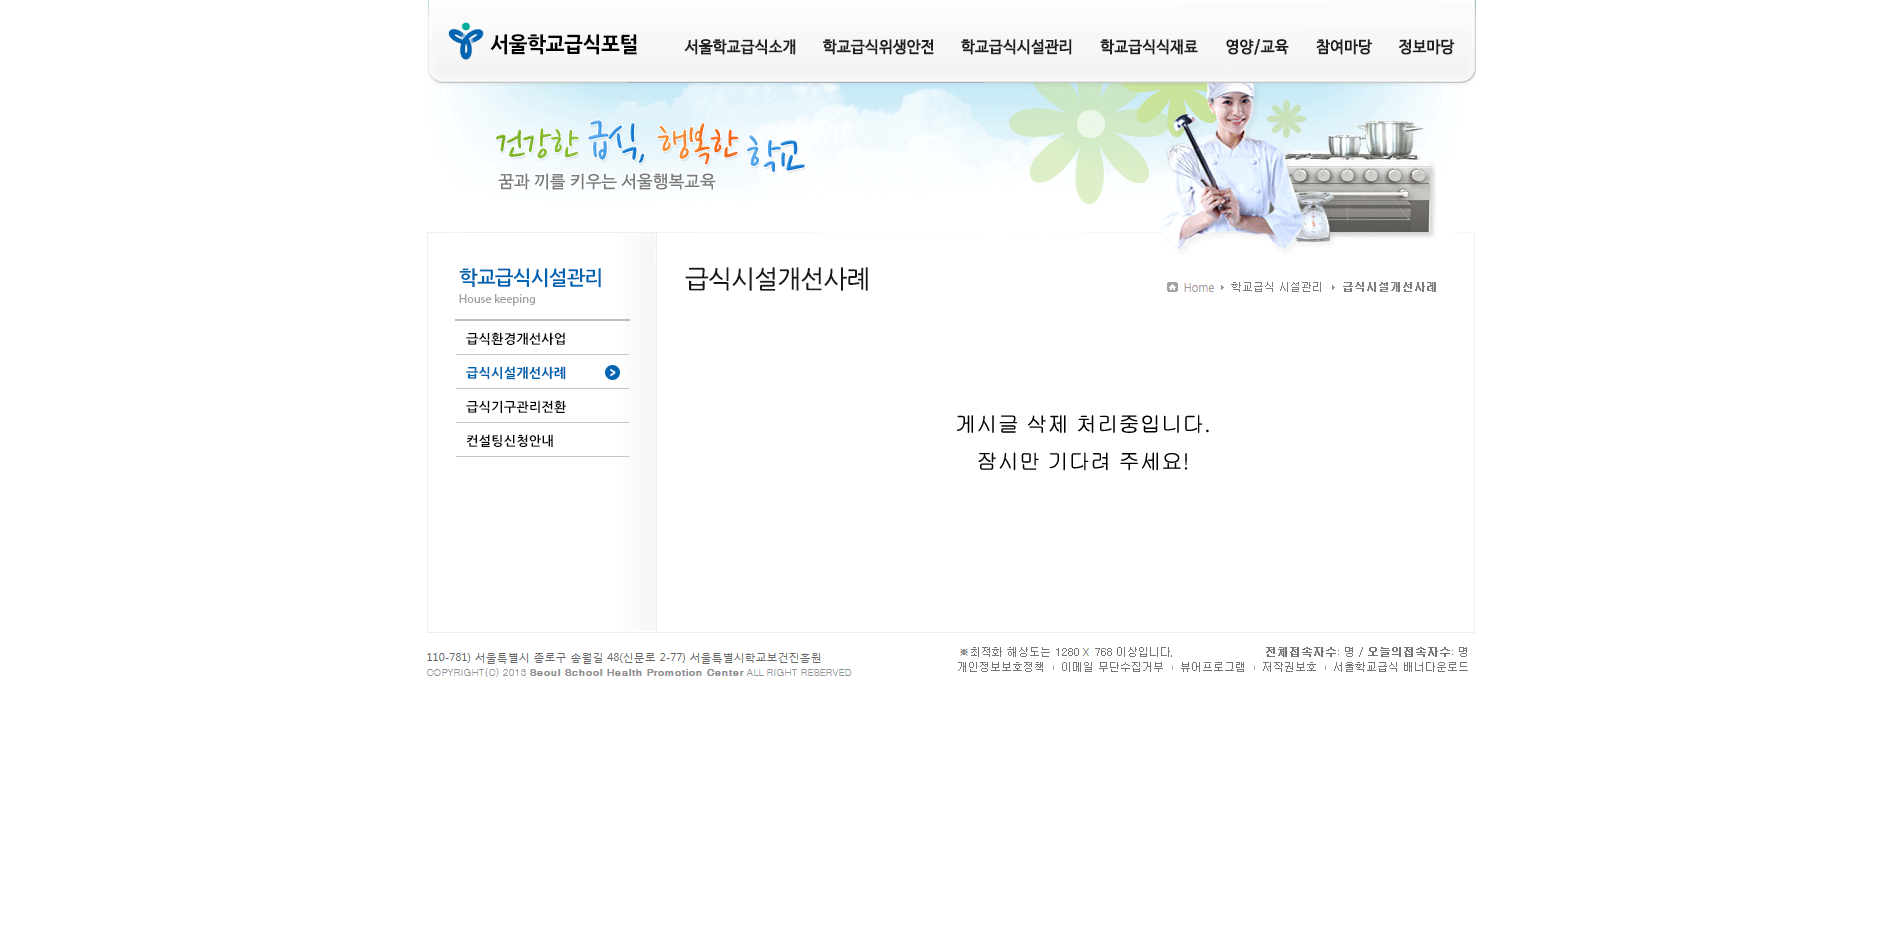 서울학교급식포털
서울학교급식소개 학교급식위생안전 학교급식시설관리 학교급식식재료 영양/교육 참여마당 정보마당
건강한 급식, 행복한 학교
꿈과 끼를 키우는 서울행복교육
학교급식시설관리
House keeping
급식환경개선사업
급식시설개선사례
급식기구관리전환
컨설팅신청안내
급식시설개선사례
Home 학교급식 시설관리 급식시설개선사례
게시글 삭제 처리중입니다.
잠시만 기다려 주세요!
110-781) 서울특별시 종로구 송월길 48(신문로 2-77) 서울특별시학교보건진흥원
COPYRIGHT(C) 2013 Seoul School Health Promotion Center ALL RIGHT RESERVED
※최적화 해상도는 1280 X 768 이상입니다.
전체접속자수: 명 / 오늘의접속자수: 명
개인정보보호정책 이메일 무단수집거부 뷰어프로그램 저작권보호 서울학교급식 배너다운로드